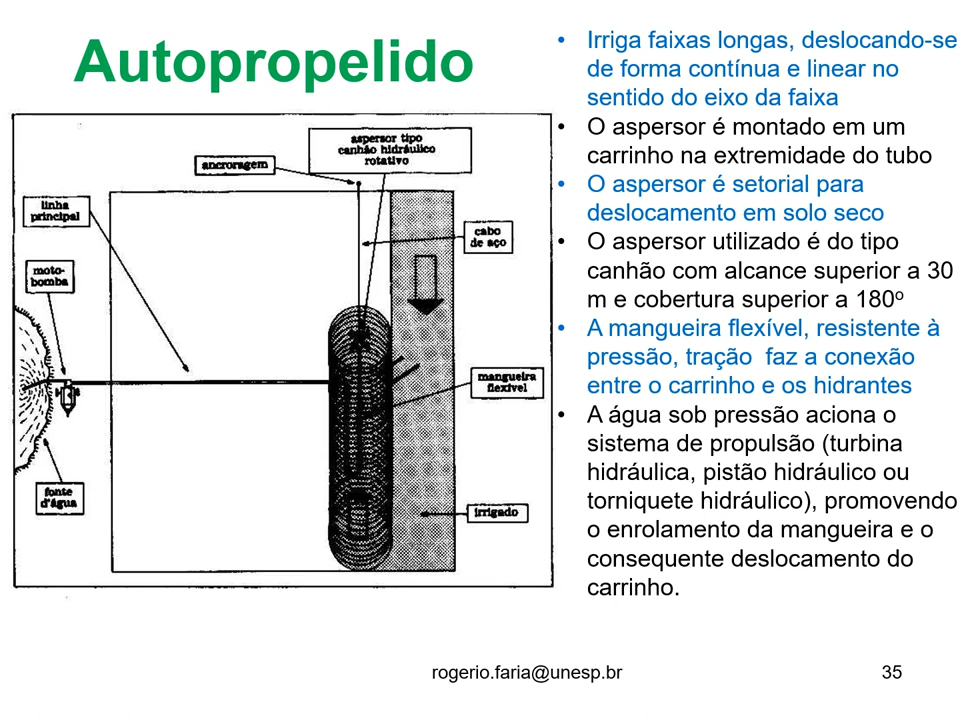 Autopropelido
• Irriga faixas longas, deslocando-se
de forma contínua e linear no
sentido do eixo da faixa
• O aspersor é montado em um
carrinho na extremidade do tubo
• O aspersor é setorial para
deslocamento em solo seco
• O aspersor utilizado é do tipo
canhão com alcance superior a 30
m e cobertura superior a 180º
• A mangueira flexível, resistente à
pressão, tração  faz a conexão
entre o carrinho e os hidrantes
• A água sob pressão aciona o
sistema de propulsão (turbina
hidráulica, pistão hidráulico ou
torniquete hidráulico), promovendo
o enrolamento da mangueira e o
consequente deslocamento do
carrinho.
aspersor tipo
canhão hidráulico
rotativo
ancroragem
linha
principal
cabo
de aço
moto-
bomba
mangueira
flexível
fonte
d'água
irrigado
rogerio.faria@unesp.br
35